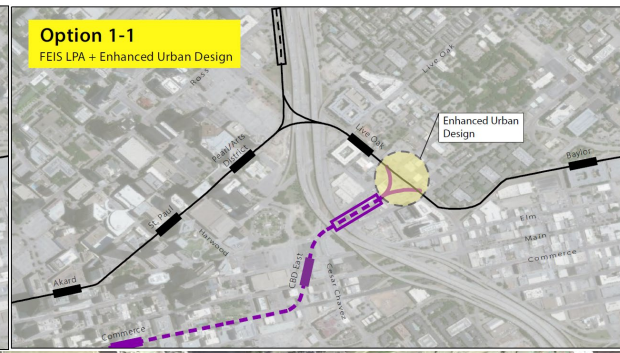 Option 1-1
FEIS LPA + Enhanced Urban Design
Ross
Live Oak
Enhanced Urban
Design
Live Oak
Pearl/Arts
District
Baylor
St. Paul
Harwood
Elm
Main
Commerce
CBD East
Cesar Chavez
Akard
Commerce